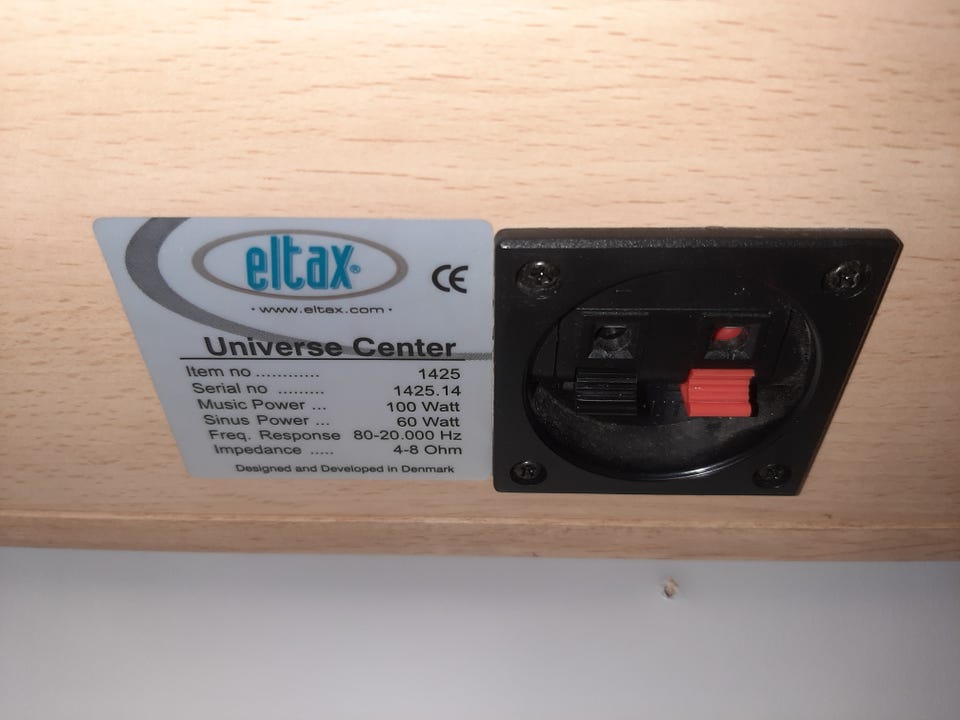 eltax®
CE
• www.eltax.com •
Universe Center
Item no ............ 1425
Serial no ......... 1425.14
Music Power ... 100 Watt
Sinus Power ... 60 Watt
Freq. Response 80-20.000 Hz
Impedance ..... 4-8 Ohm
Designed and Developed in Denmark